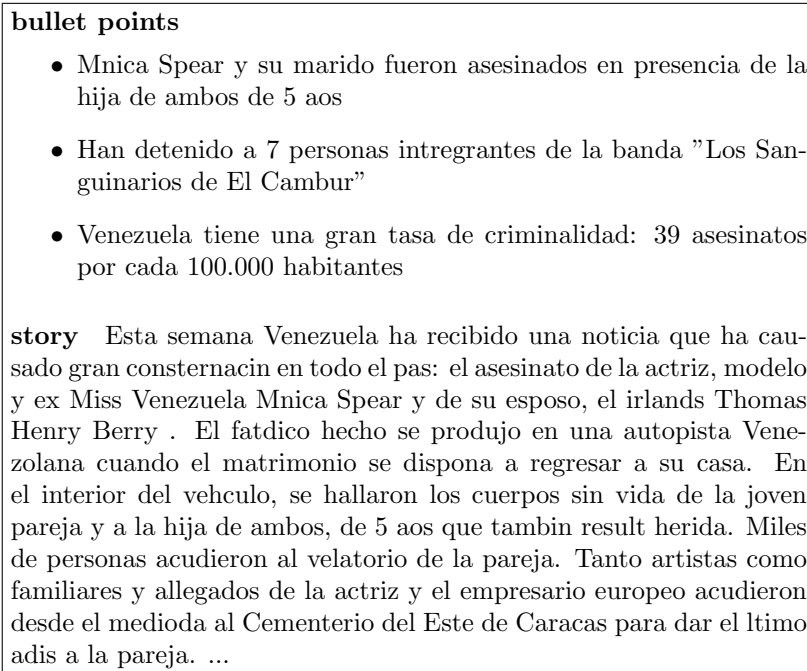 bullet points
• Mnica Spear y su marido fueron asesinados en presencia de la
hija de ambos de 5 aos
• Han detenido a 7 personas intregrantes de la banda ”Los San-
guinarios de El Cambur”
• Venezuela tiene una gran tasa de criminalidad: 39 asesinatos
por cada 100.000 habitantes
story Esta semana Venezuela ha recibido una noticia que ha cau-
sado gran consternacin en todo el pas: el asesinato de la actriz, modelo
y ex Miss Venezuela Mnica Spear y de su esposo, el irlands Thomas
Henry Berry . El fatdico hecho se produjo en una autopista Vene-
zolana cuando el matrimonio se dispona a regresar a su casa. En
el interior del vehculo, se hallaron los cuerpos sin vida de la joven
pareja y a la hija de ambos, de 5 aos que tambin result herida. Miles
de personas acudieron al velatorio de la pareja. Tanto artistas como
familiares y allegados de la actriz y el empresario europeo acudieron
desde el medioda al Cementerio del Este de Caracas para dar el ltimo
adis a la pareja. ...